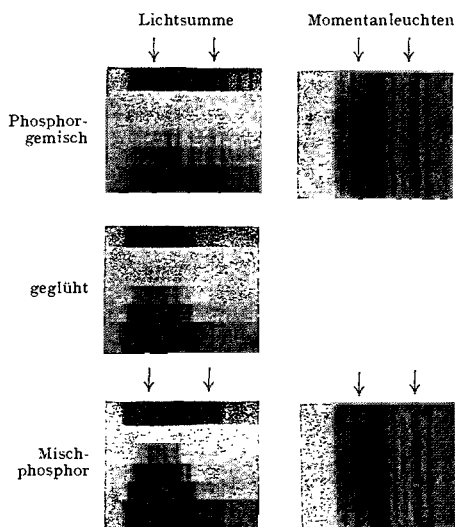 Lichtsumme Momentanleuchten
Phosphor-
gemisch
geglüht
Misch-
phosphor